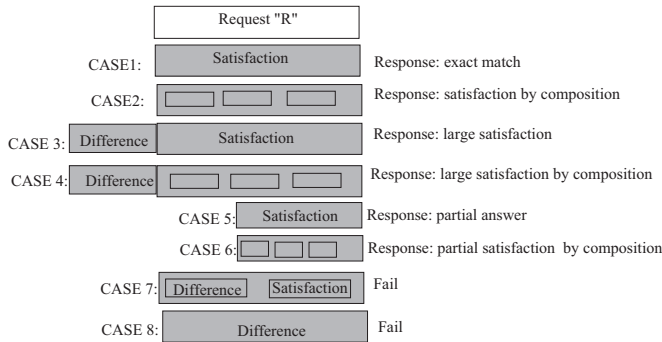 Request "R"
CASE1: Satisfaction Response: exact match
CASE2: Response: satisfaction by composition
CASE 3: Difference Satisfaction Response: large satisfaction
CASE 4: Difference Response: large satisfaction by composition
CASE 5: Satisfaction Response: partial answer
CASE 6: Response: partial satisfaction by composition
CASE 7: Difference Satisfaction Fail
CASE 8: Difference Fail